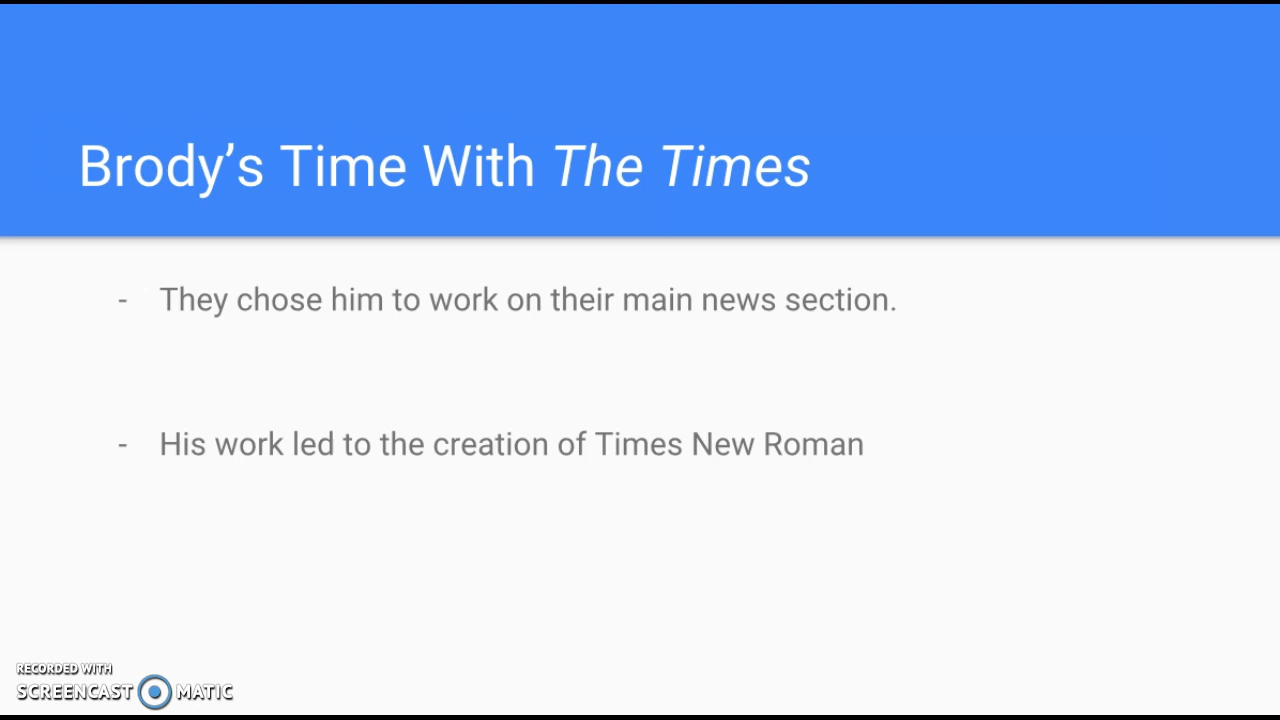 Brody’s Time With The Times
- They chose him to work on their main news section.
- His work led to the creation of Times New Roman
RECORDED WITH
SCREENCAST MATIC